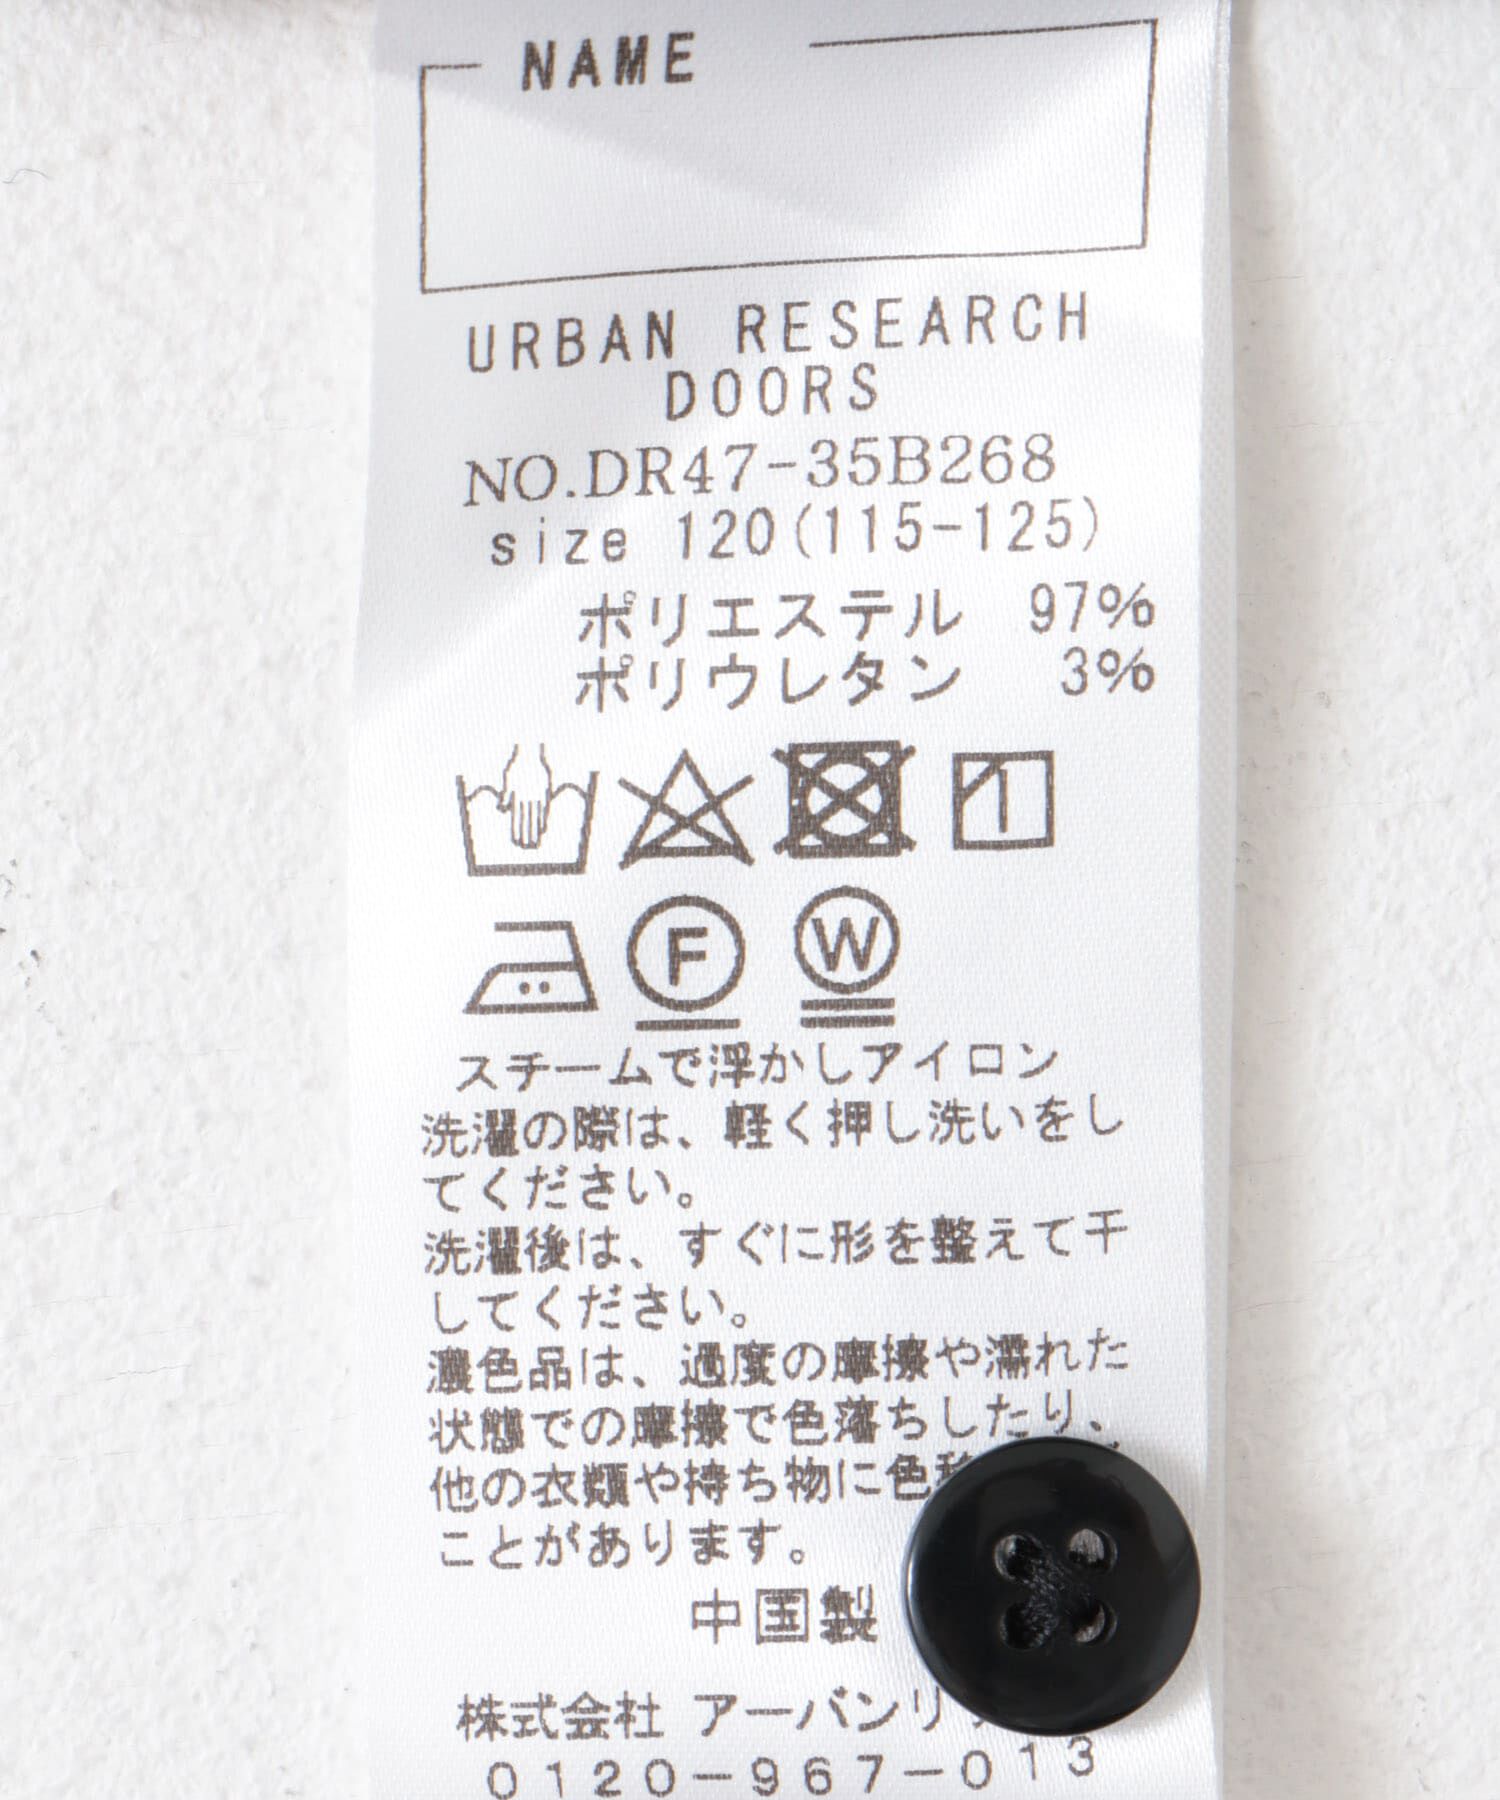 NAME
URBAN RESEARCH
DOORS
NO.DR47-35B268
size 120(115-125)
ポリエステル 97%
ポリウレタン 3%
F W
スチームで浮かしアイロン
洗濯の際は、軽く押し洗いをし
てください。
洗濯後は、すぐに形を整えて干
してください。
濃色品は、過度の摩擦や濡れた
状態での摩擦で色落ちしたり、
他の衣類や持ち物に色
ことがあります。
中国製
株式会社 アーバンリ
0120-967-013